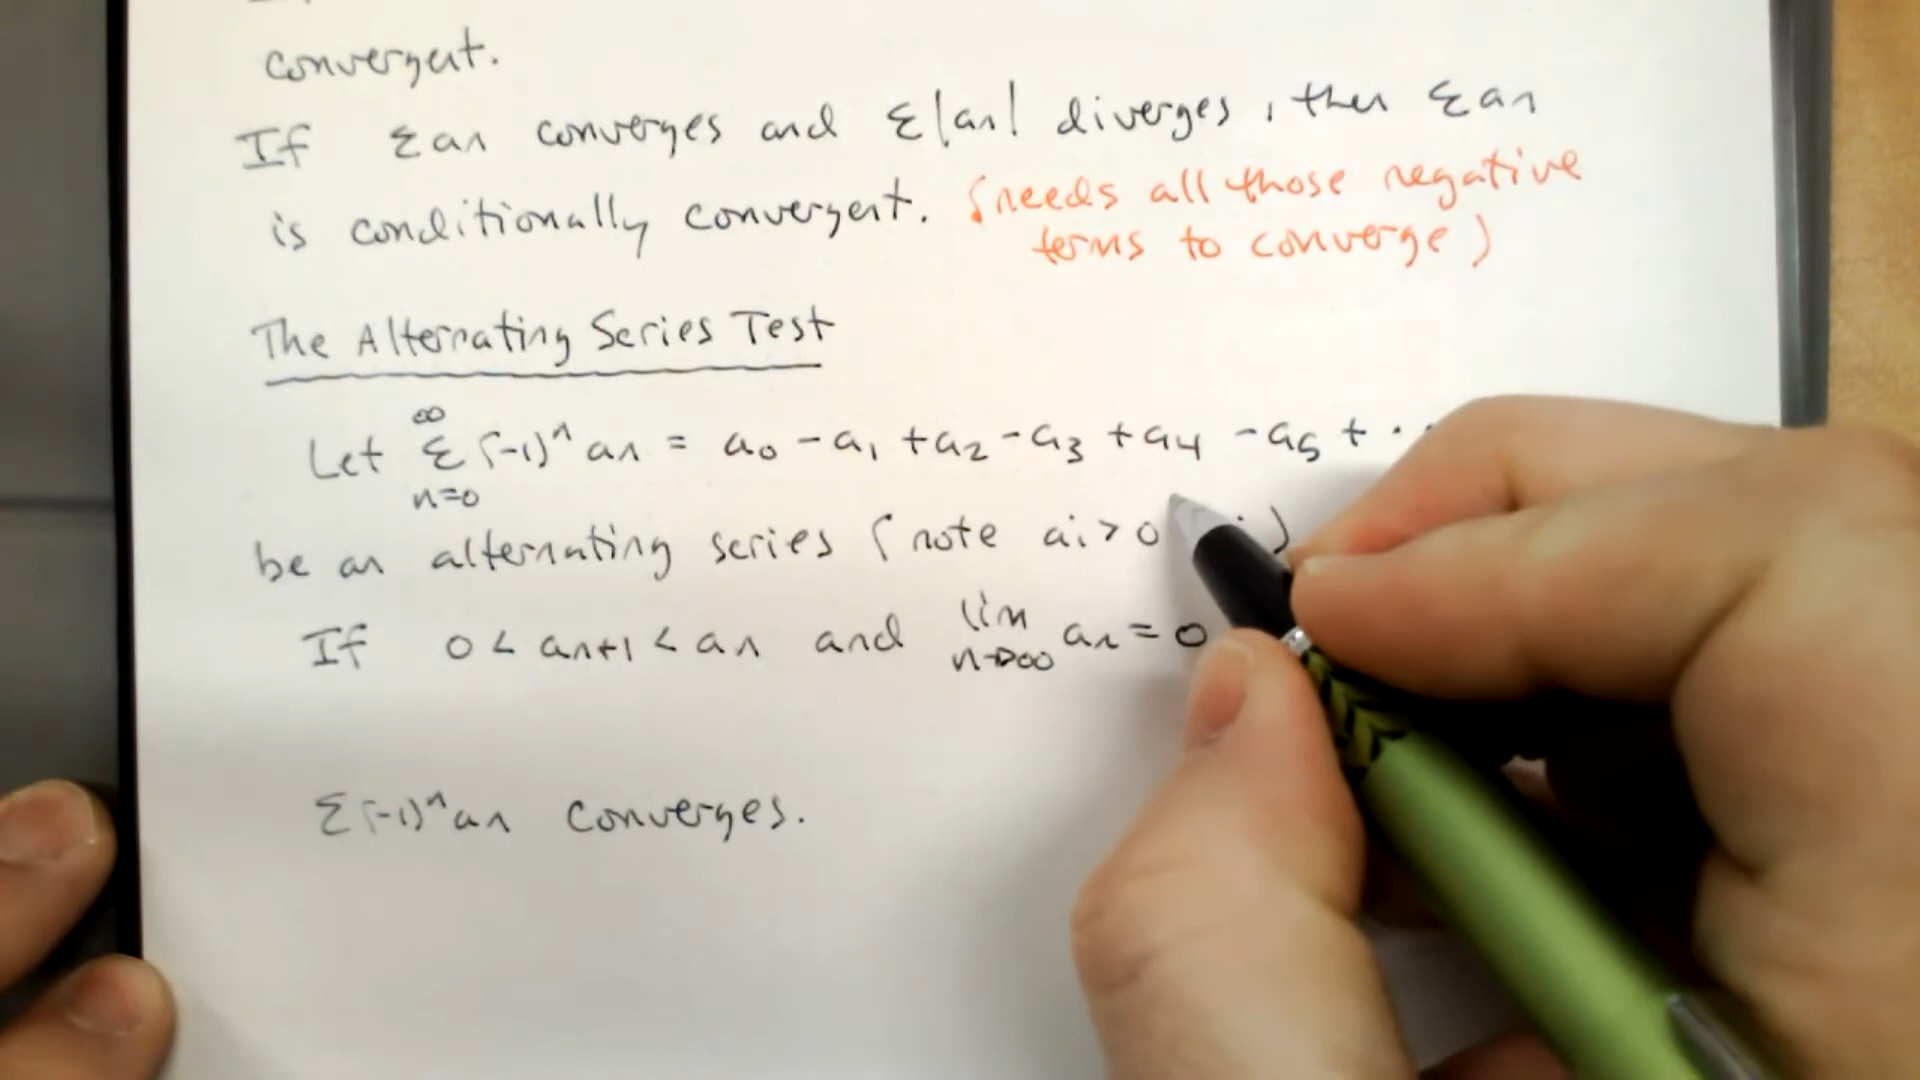 convergent.
If Σan converges and Σ|an| diverges, then Σan
is conditionally convergent. (needs all those negative
terms to converge)
The Alternating Series Test
Let ∞Σn=0 (-1)^n an = a0 - a1 + a2 - a3 + a4 - a5 + ·
be an alternating series (note ai > 0 )
If 0 < an+1 < an and lim n→∞ an = 0
Σ(-1)^n an converges.